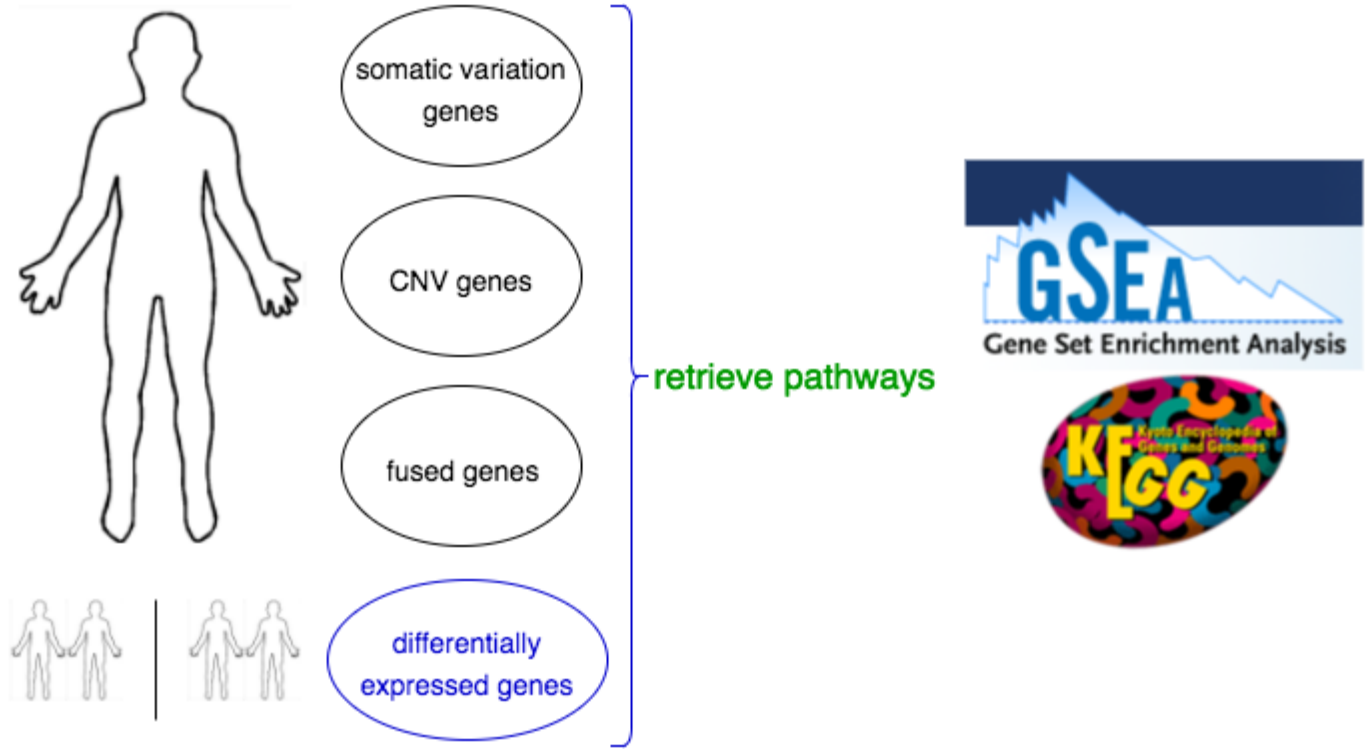 somatic variation
genes
CNV genes
fused genes
differentially
expressed genes
retrieve pathways
GSEA
Gene Set Enrichment Analysis
KEGG
Kyoto Encyclopedia of
Genes and Genomes